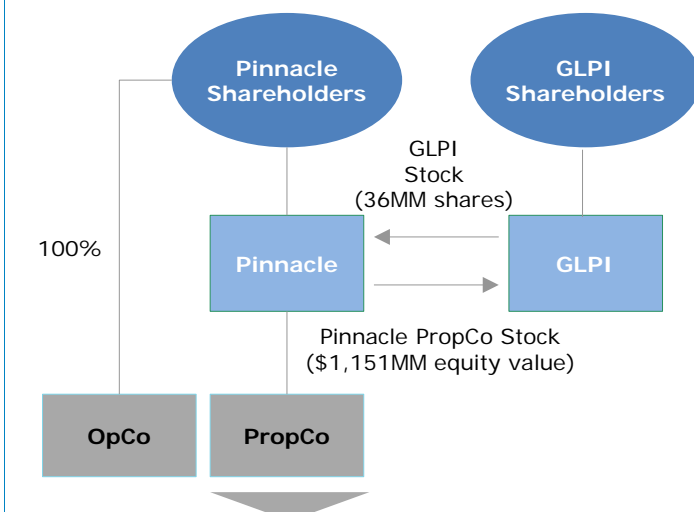 Pinnacle
Shareholders
GLPI
Shareholders
GLPI
Stock
(36MM shares)
100%
Pinnacle
GLPI
Pinnacle PropCo Stock
($1,151MM equity value)
OpCo
PropCo